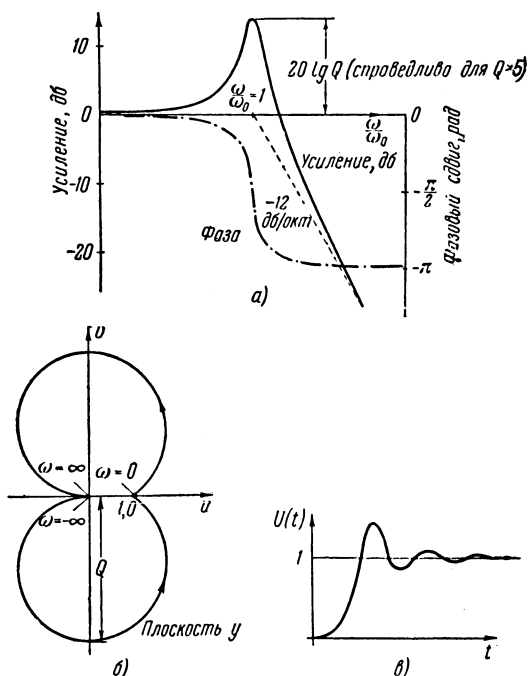 10
0
-10
-20
Усиление, дб
ω/ω₀=1
20 lg Q (справедливо для Q>5)
ω/ω₀
0
Усиление, дб
-π/2
-π
Фазовый сдвиг, рад
-12
дб/окт
Фаза
а)
υ
ω=∞
ω=0
ω=-∞
1,0
u
Q
Плоскость y
б)
U(t)
1
t
в)